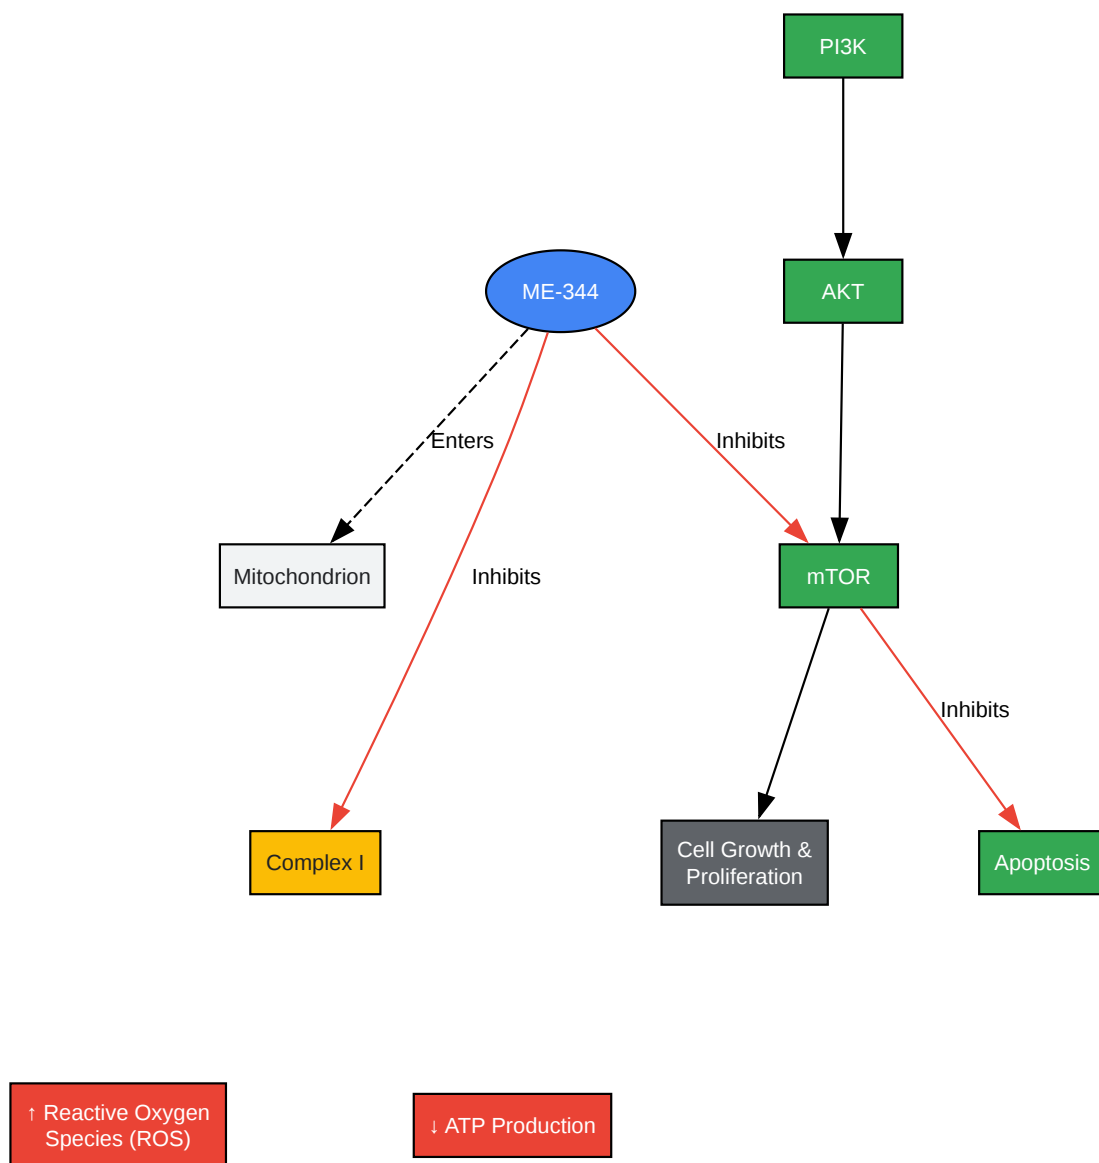 PI3K
ME-344
AKT
Enters
Inhibits
Mitochondrion
Inhibits
mTOR
Inhibits
Complex I
Cell Growth &
Proliferation
Apoptosis
↑ Reactive Oxygen
Species (ROS)
↓ ATP Production